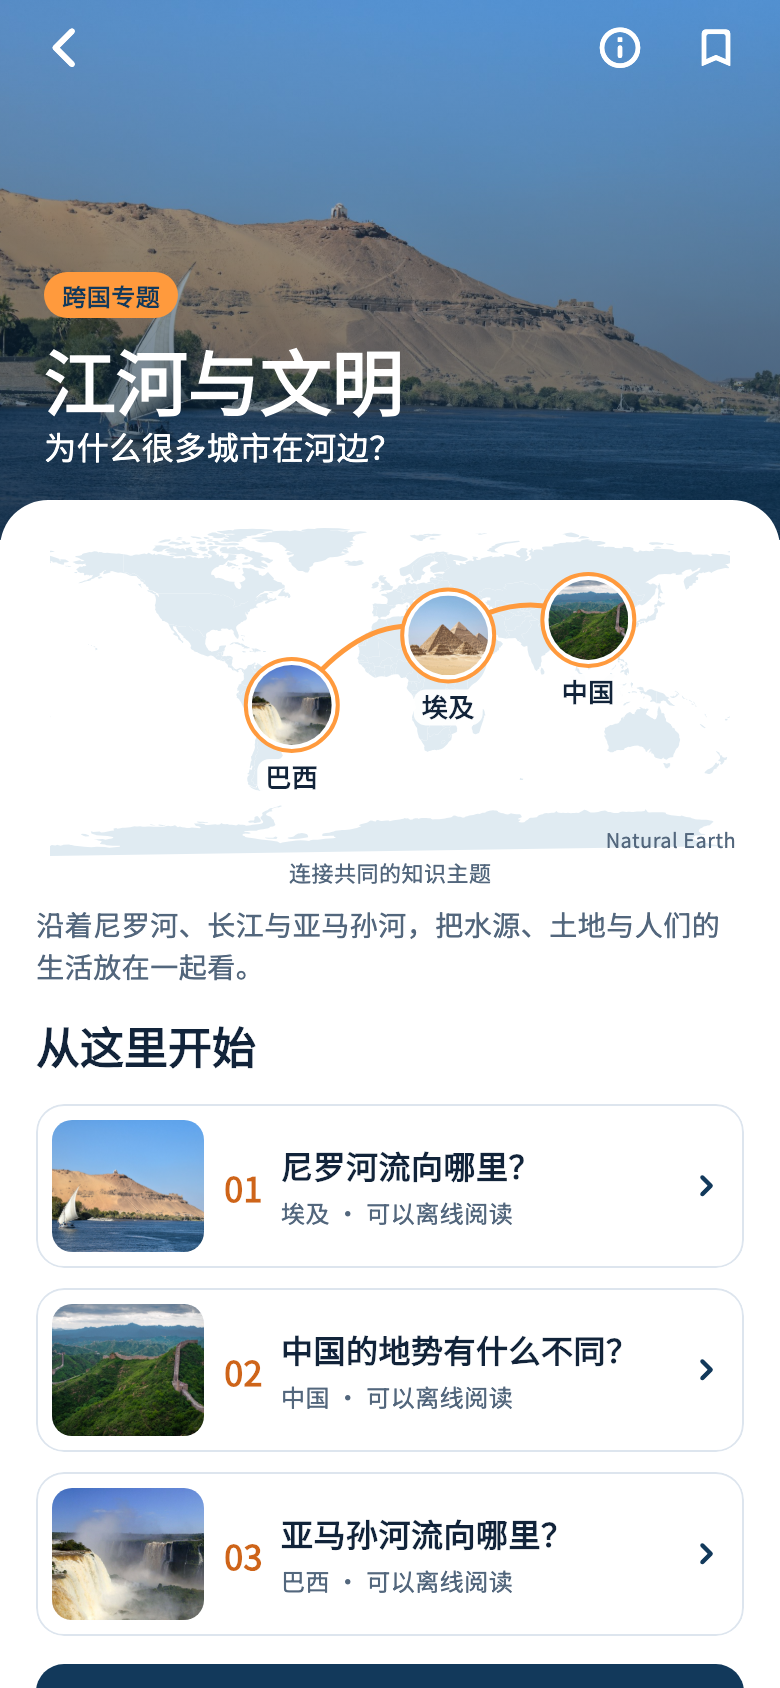 跨国专题
江河与文明
为什么很多城市在河边？
中国
埃及
巴西
Natural Earth
连接共同的知识主题
沿着尼罗河、长江与亚马孙河，把水源、土地与人们的
生活放在一起看。
从这里开始
01
尼罗河流向哪里？
埃及 · 可以离线阅读
02
中国的地势有什么不同？
中国 · 可以离线阅读
03
亚马孙河流向哪里？
巴西 · 可以离线阅读